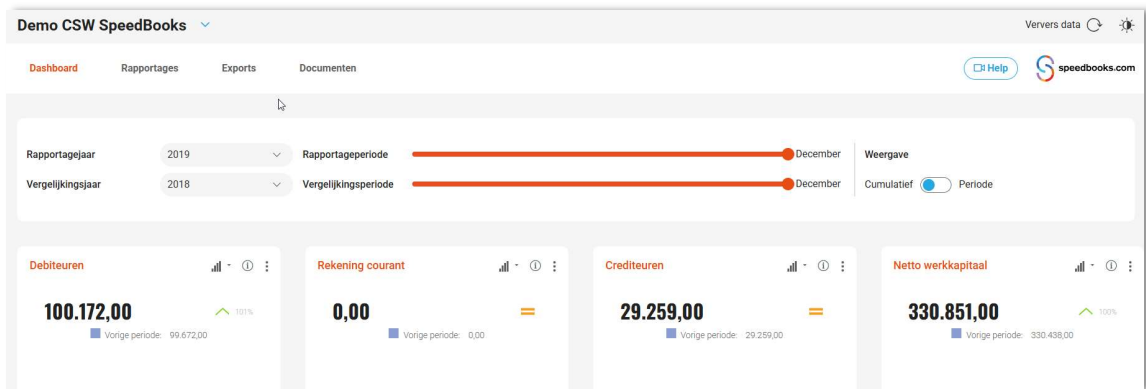 Demo CSW SpeedBooks
Ververs data
Dashboard Rapportages Exports Documenten
Help speedbooks.com
Rapportagejaar 2019 Rapportageperiode December Weergave
Vergelijkingsjaar 2018 Vergelijkingsperiode December Cumulatief Periode
Debiteuren Rekening courant Crediteuren Netto werkkapitaal
100.172,00 101% 0,00 29.259,00 330.851,00 100%
Vorige periode: 99.672,00 Vorige periode: 0,00 Vorige periode: 29.259,00 Vorige periode: 330.438,00